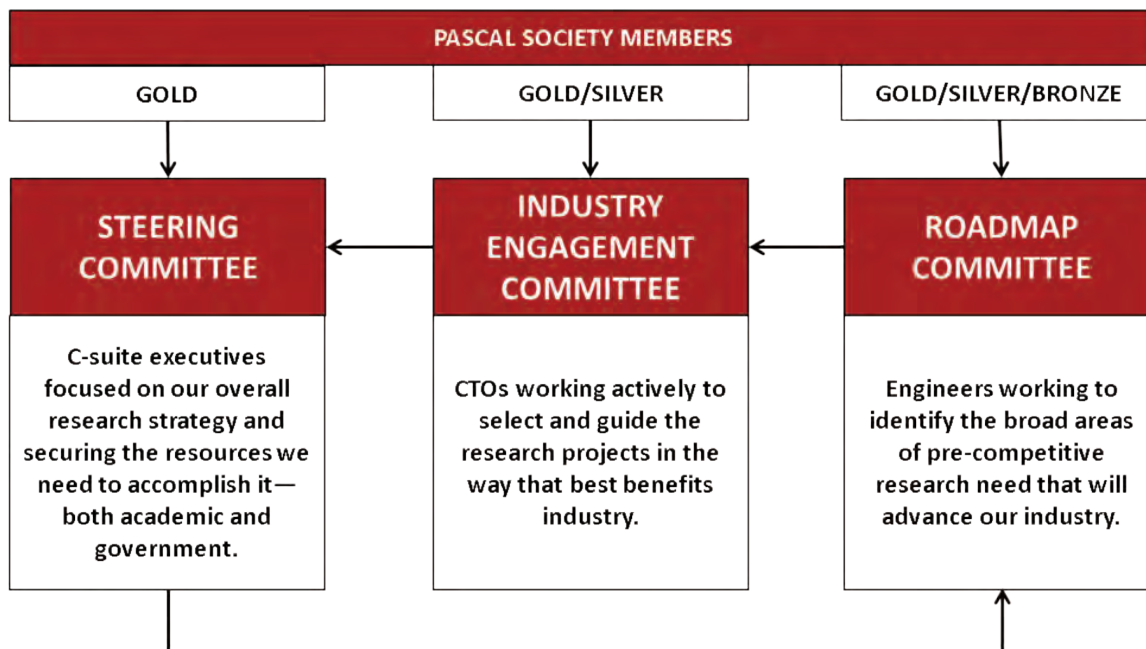 PASCAL SOCIETY MEMBERS
GOLD
GOLD/SILVER
GOLD/SILVER/BRONZE
STEERING
COMMITTEE
INDUSTRY
ENGAGEMENT
COMMITTEE
ROADMAP
COMMITTEE
C-suite executives
focused on our overall
research strategy and
securing the resources we
need to accomplish it—
both academic and
government.
CTOs working actively to
select and guide the
research projects in the
way that best benefits
industry.
Engineers working to
identify the broad areas
of pre-competitive
research need that will
advance our industry.